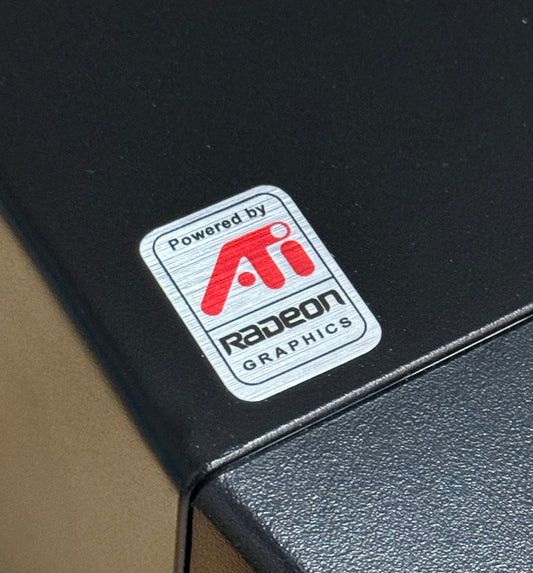 Powered by
ATi
RADEON
GRAPHICS